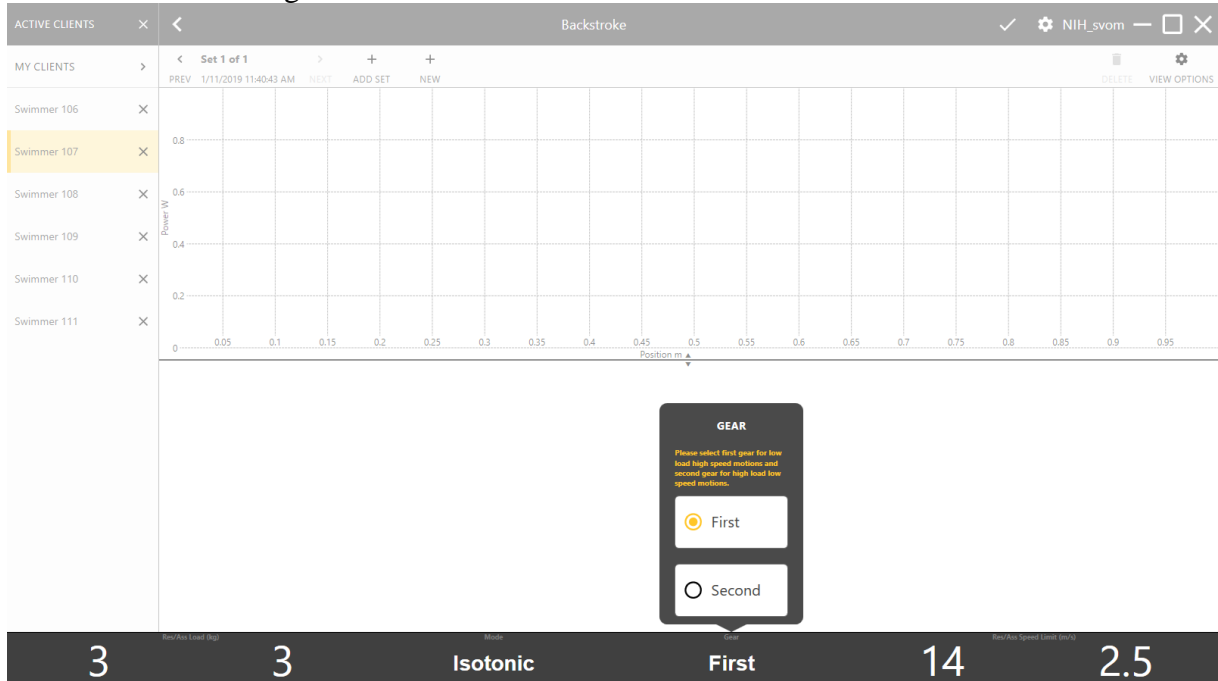 ACTIVE CLIENTS
Backstroke
NIH_svom
MY CLIENTS
Set 1 of 1
PREV 1/11/2019 11:40:43 AM NEXT ADD SET NEW
DELETE VIEW OPTIONS
Swimmer 106
Swimmer 107
Swimmer 108
Swimmer 109
Swimmer 110
Swimmer 111
Power W
0.8
0.6
0.4
0.2
0
0.05 0.1 0.15 0.2 0.25 0.3 0.35 0.4 0.45 0.5 0.55 0.6 0.65 0.7 0.75 0.8 0.85 0.9 0.95
Position m
GEAR
Please select first gear for low
load high speed motions and
second gear for high load low
speed motions.
First
Second
Res/Ass Load (kg) Mode Gear Res/Ass Speed Limit (m/s)
3 3 Isotonic First 14 2.5